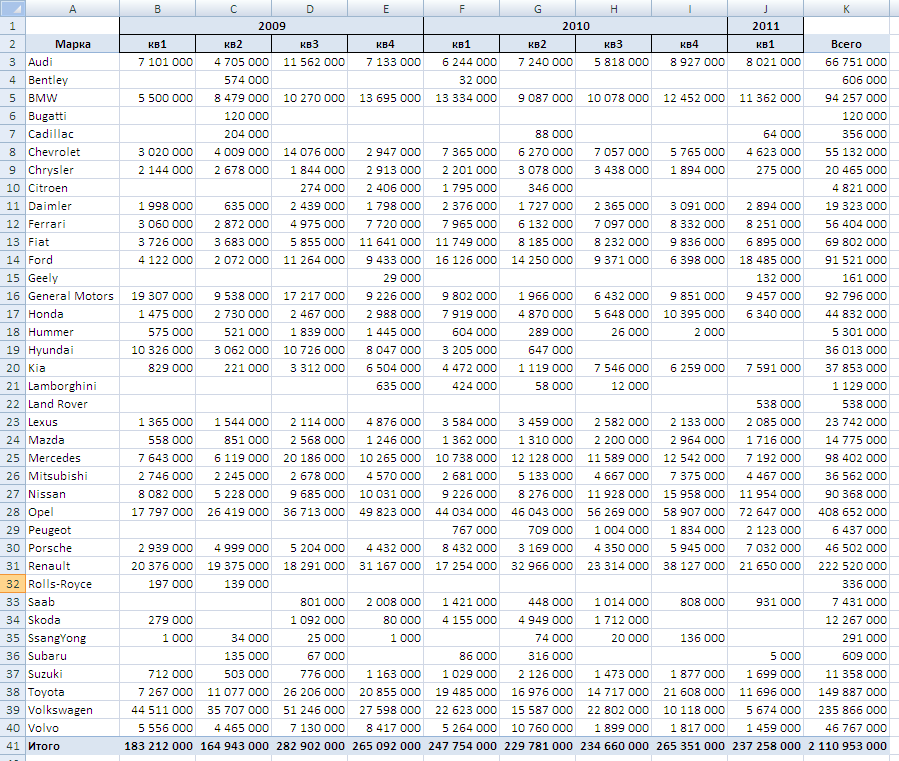 A B C D E F G H I J K
1 2009 2010 2011
2 Марка кв1 кв2 кв3 кв4 кв1 кв2 кв3 кв4 кв1 Всего
3 Audi 7 101 000 4 705 000 11 562 000 7 133 000 6 244 000 7 240 000 5 818 000 8 927 000 8 021 000 66 751 000
4 Bentley 574 000 32 000 606 000
5 BMW 5 500 000 8 479 000 10 270 000 13 695 000 13 334 000 9 087 000 10 078 000 12 452 000 11 362 000 94 257 000
6 Bugatti 120 000 120 000
7 Cadillac 204 000 88 000 64 000 356 000
8 Chevrolet 3 020 000 4 009 000 14 076 000 2 947 000 7 365 000 6 270 000 7 057 000 5 765 000 4 623 000 55 132 000
9 Chrysler 2 144 000 2 678 000 1 844 000 2 913 000 2 201 000 3 078 000 3 438 000 1 894 000 275 000 20 465 000
10 Citroen 274 000 2 406 000 1 795 000 346 000 4 821 000
11 Daimler 1 998 000 635 000 2 439 000 1 798 000 2 376 000 1 727 000 2 365 000 3 091 000 2 894 000 19 323 000
12 Ferrari 3 060 000 2 872 000 4 975 000 7 720 000 7 965 000 6 132 000 7 097 000 8 332 000 8 251 000 56 404 000
13 Fiat 3 726 000 3 683 000 5 855 000 11 641 000 11 749 000 8 185 000 8 232 000 9 836 000 6 895 000 69 802 000
14 Ford 4 122 000 2 072 000 11 264 000 9 433 000 16 126 000 14 250 000 9 371 000 6 398 000 18 485 000 91 521 000
15 Geely 29 000 132 000 161 000
16 General Motors 19 307 000 9 538 000 17 217 000 9 226 000 9 802 000 1 966 000 6 432 000 9 851 000 9 457 000 92 796 000
17 Honda 1 475 000 2 730 000 2 467 000 2 988 000 7 919 000 4 870 000 5 648 000 10 395 000 6 340 000 44 832 000
18 Hummer 575 000 521 000 1 839 000 1 445 000 604 000 289 000 26 000 2 000 5 301 000
19 Hyundai 10 326 000 3 062 000 10 726 000 8 047 000 3 205 000 647 000 36 013 000
20 Kia 829 000 221 000 3 312 000 6 504 000 4 472 000 1 119 000 7 546 000 6 259 000 7 591 000 37 853 000
21 Lamborghini 635 000 424 000 58 000 12 000 1 129 000
22 Land Rover 538 000 538 000
23 Lexus 1 365 000 1 544 000 2 114 000 4 876 000 3 584 000 3 459 000 2 582 000 2 133 000 2 085 000 23 742 000
24 Mazda 558 000 851 000 2 568 000 1 246 000 1 362 000 1 310 000 2 200 000 2 964 000 1 716 000 14 775 000
25 Mercedes 7 643 000 6 119 000 20 186 000 10 265 000 10 738 000 12 128 000 11 589 000 12 542 000 7 192 000 98 402 000
26 Mitsubishi 2 746 000 2 245 000 2 678 000 4 570 000 2 681 000 5 133 000 4 667 000 7 375 000 4 467 000 36 562 000
27 Nissan 8 082 000 5 228 000 9 685 000 10 031 000 9 226 000 8 276 000 11 928 000 15 958 000 11 954 000 90 368 000
28 Opel 17 797 000 26 419 000 36 713 000 49 823 000 44 034 000 46 043 000 56 269 000 58 907 000 72 647 000 408 652 000
29 Peugeot 767 000 709 000 1 004 000 1 834 000 2 123 000 6 437 000
30 Porsche 2 939 000 4 999 000 5 204 000 4 432 000 8 432 000 3 169 000 4 350 000 5 945 000 7 032 000 46 502 000
31 Renault 20 376 000 19 375 000 18 291 000 31 167 000 17 254 000 32 966 000 23 314 000 38 127 000 21 650 000 222 520 000
32 Rolls-Royce 197 000 139 000 336 000
33 Saab 801 000 2 008 000 1 421 000 448 000 1 014 000 808 000 931 000 7 431 000
34 Skoda 279 000 1 092 000 80 000 4 155 000 4 949 000 1 712 000 12 267 000
35 SsangYong 1 000 34 000 25 000 1 000 74 000 20 000 136 000 291 000
36 Subaru 135 000 67 000 86 000 316 000 5 000 609 000
37 Suzuki 712 000 503 000 776 000 1 163 000 1 029 000 2 126 000 1 473 000 1 877 000 1 699 000 11 358 000
38 Toyota 7 267 000 11 077 000 26 206 000 20 855 000 19 485 000 16 976 000 14 717 000 21 608 000 11 696 000 149 887 000
39 Volkswagen 44 511 000 35 707 000 51 246 000 27 598 000 22 623 000 15 587 000 22 802 000 10 118 000 5 674 000 235 866 000
40 Volvo 5 556 000 4 465 000 7 130 000 8 417 000 5 264 000 10 760 000 1 899 000 1 817 000 1 459 000 46 767 000
41 Итого 183 212 000 164 943 000 282 902 000 265 092 000 247 754 000 229 781 000 234 660 000 265 351 000 237 258 000 2 110 953 000